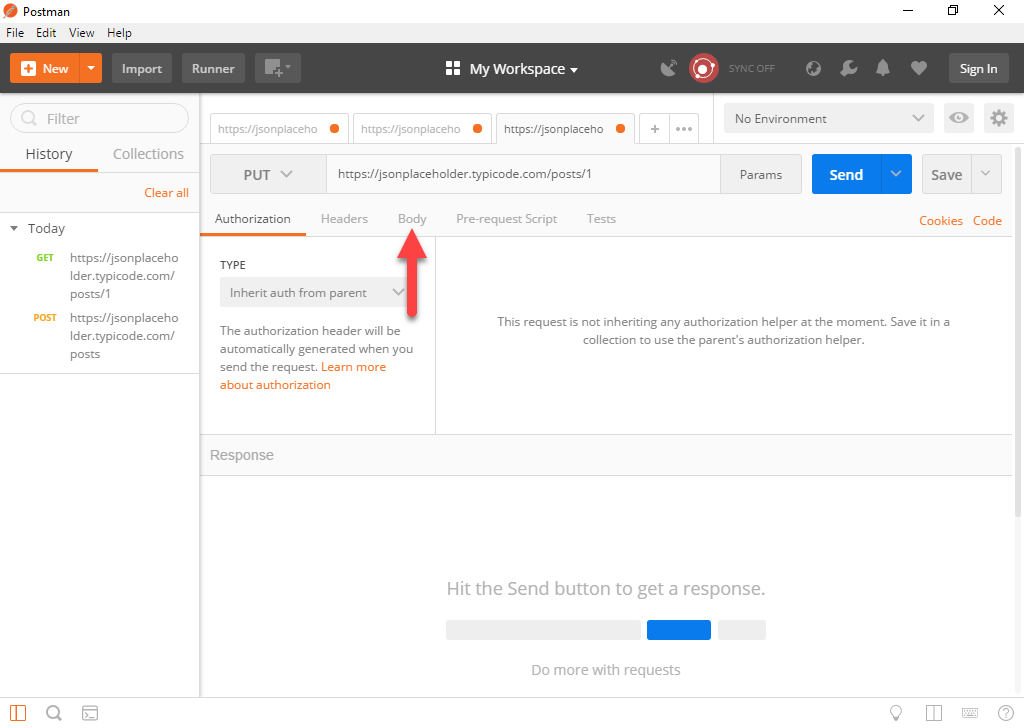 Postman
File Edit View Help
New Import Runner My Workspace SYNC OFF Sign In
Filter
History Collections
Clear all
Today
GET https://jsonplaceho
lder.typicode.com/
posts/1
POST https://jsonplaceho
lder.typicode.com/
posts
https://jsonplaceho https://jsonplaceho https://jsonplaceho + ••• No Environment
PUT https://jsonplaceholder.typicode.com/posts/1 Params Send Save
Authorization Headers Body Pre-request Script Tests Cookies Code
TYPE
Inherit auth from parent
The authorization header will be
automatically generated when you
send the request. Learn more
about authorization
This request is not inheriting any authorization helper at the moment. Save it in a
collection to use the parent's authorization helper.
Response
Hit the Send button to get a response.
Do more with requests